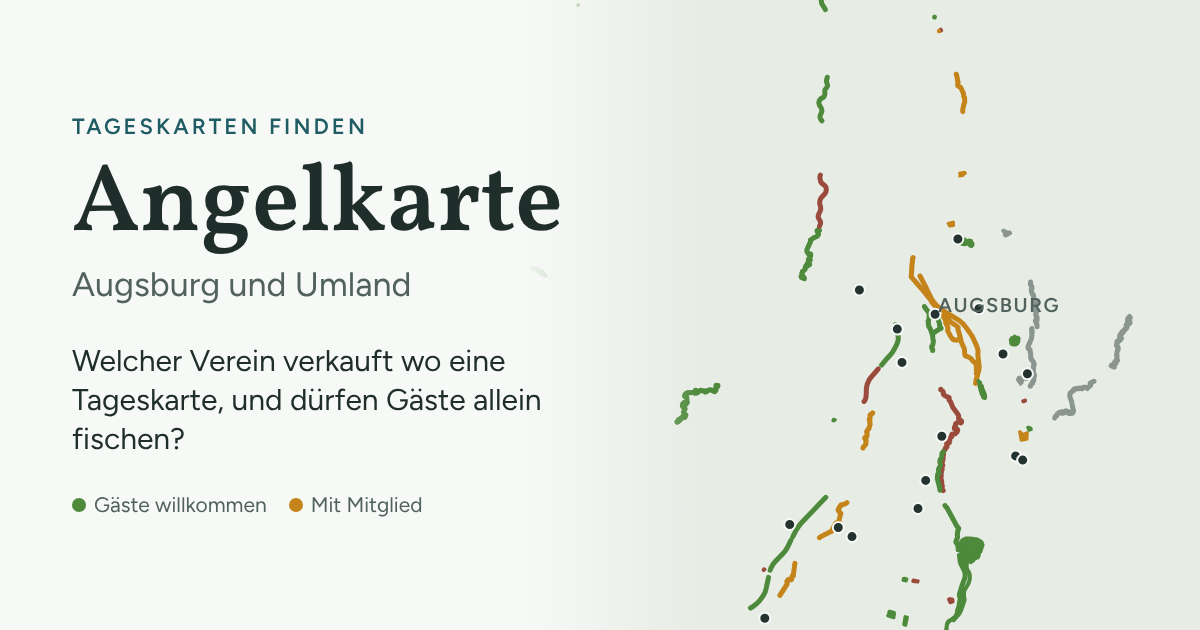 TAGESKARTEN FINDEN
Angelkarte
Augsburg und Umland
Welcher Verein verkauft wo eine
Tageskarte, und dürfen Gäste allein
fischen?
Gäste willkommen
Mit Mitglied
AUGSBURG